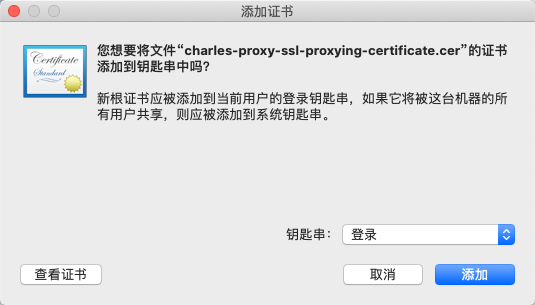 添加证书
Certificate
Standard
您想要将文件“charles-proxy-ssl-proxying-certificate.cer”的证书
添加到钥匙串中吗?
新根证书应被添加到当前用户的登录钥匙串，如果它将被这台机器的所
有用户共享，则应被添加到系统钥匙串。
钥匙串： 登录
查看证书 取消 添加